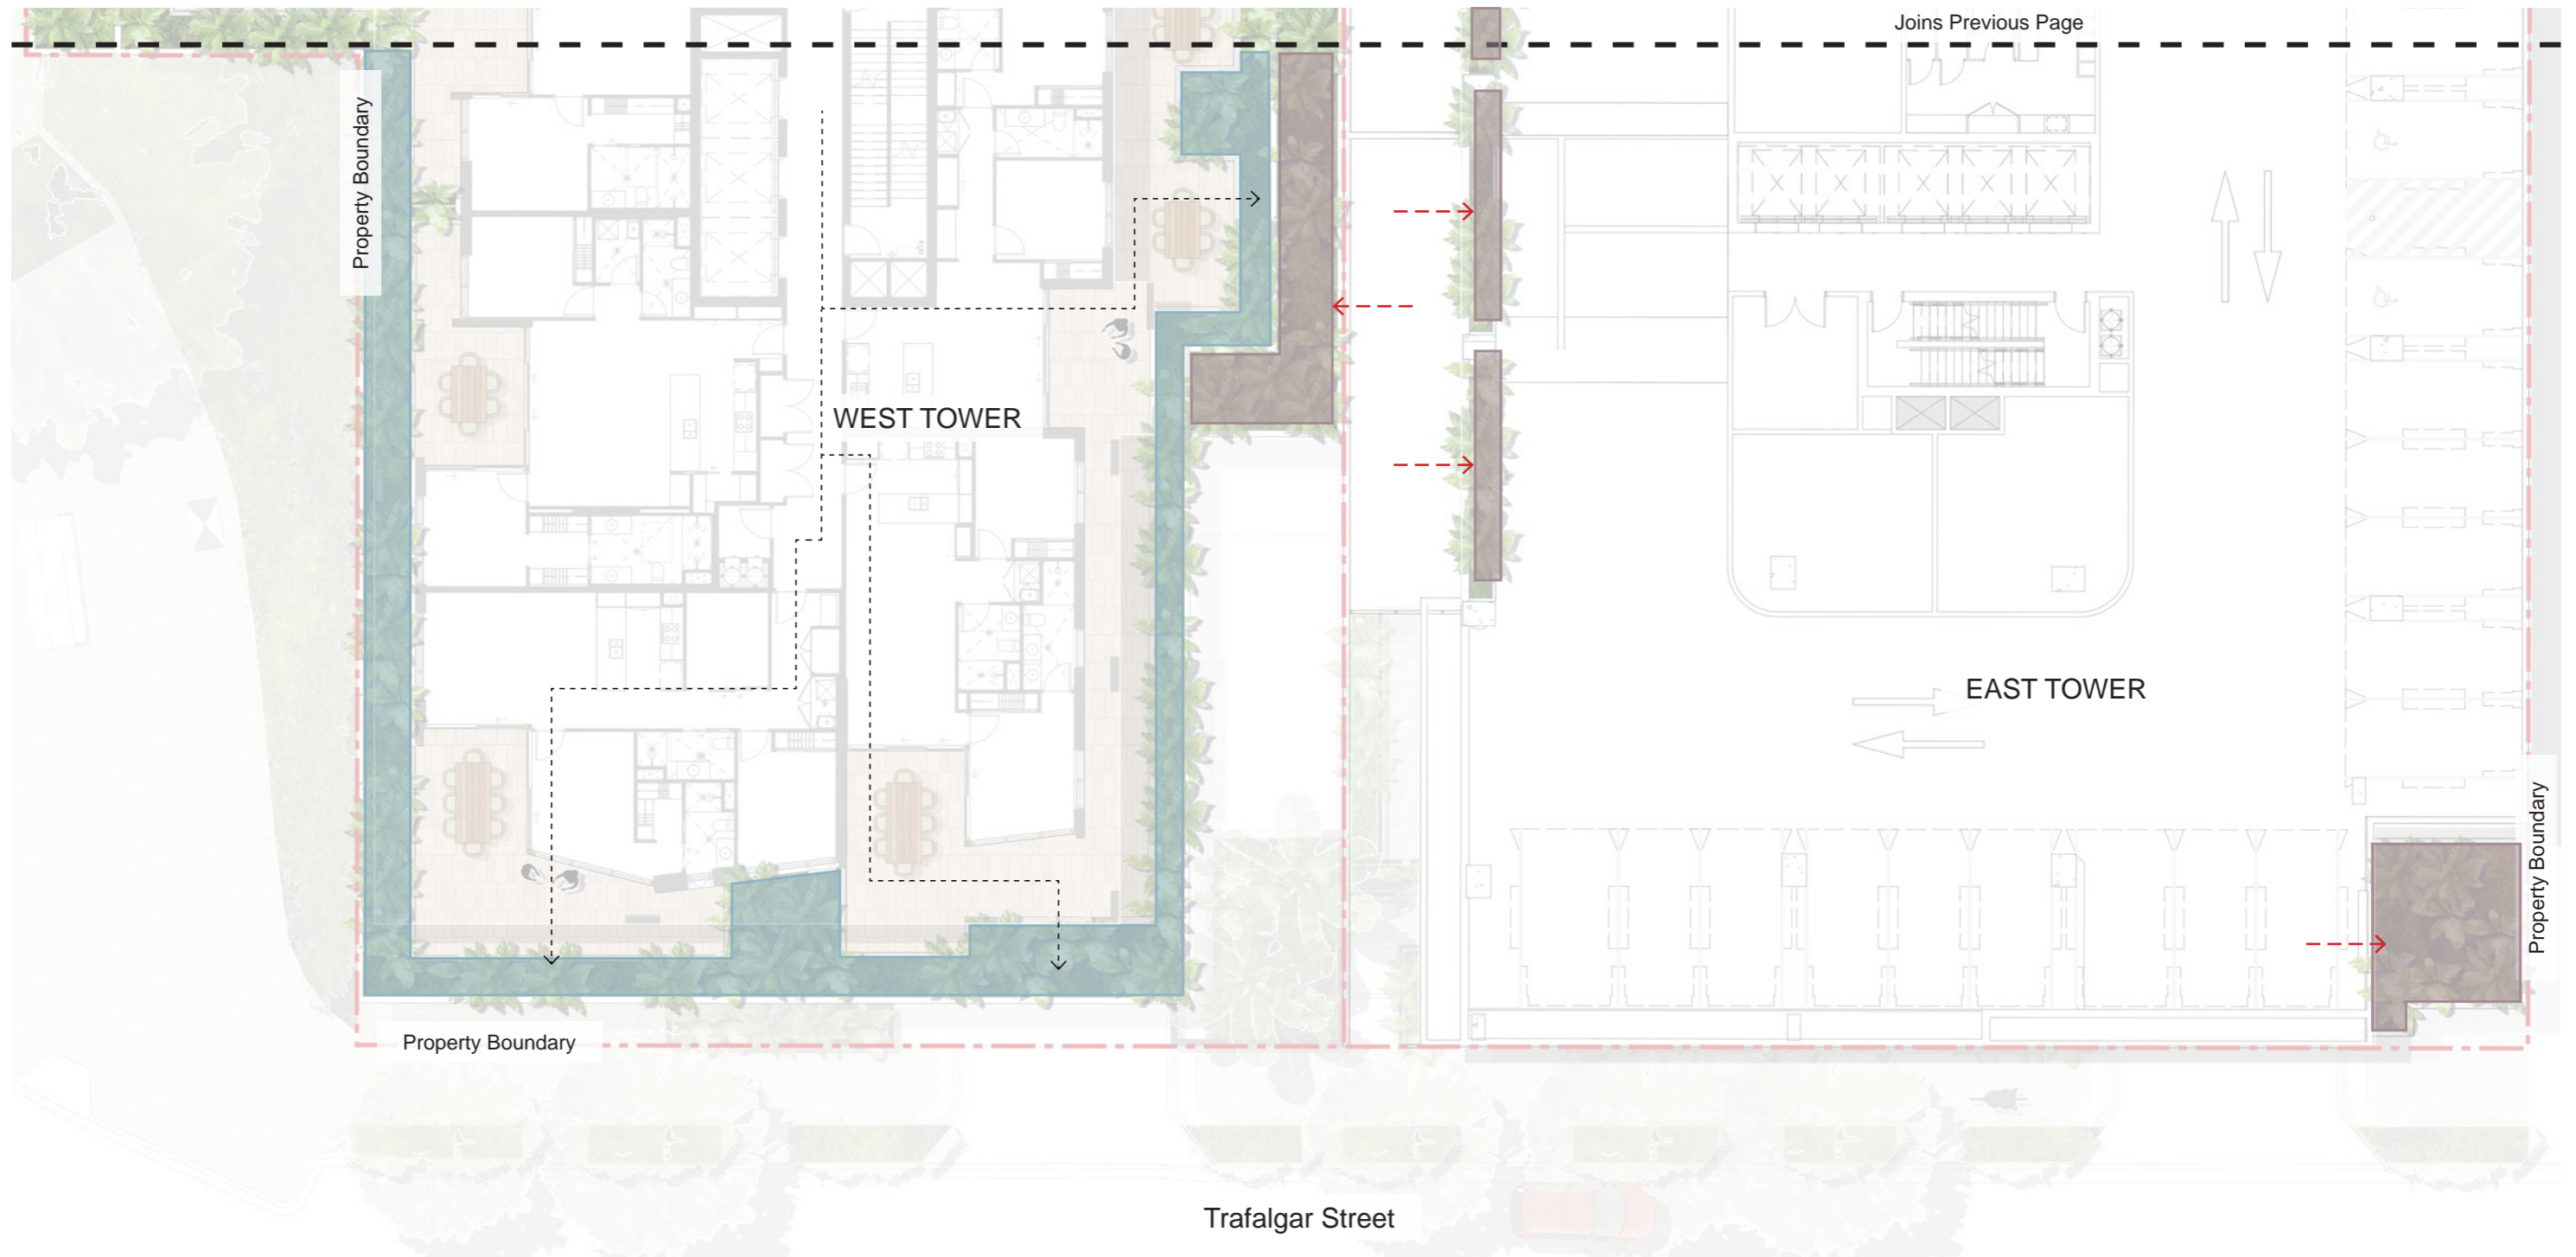 Joins Previous Page
Property Boundary
WEST TOWER
EAST TOWER
Property Boundary
Property Boundary
Trafalgar Street